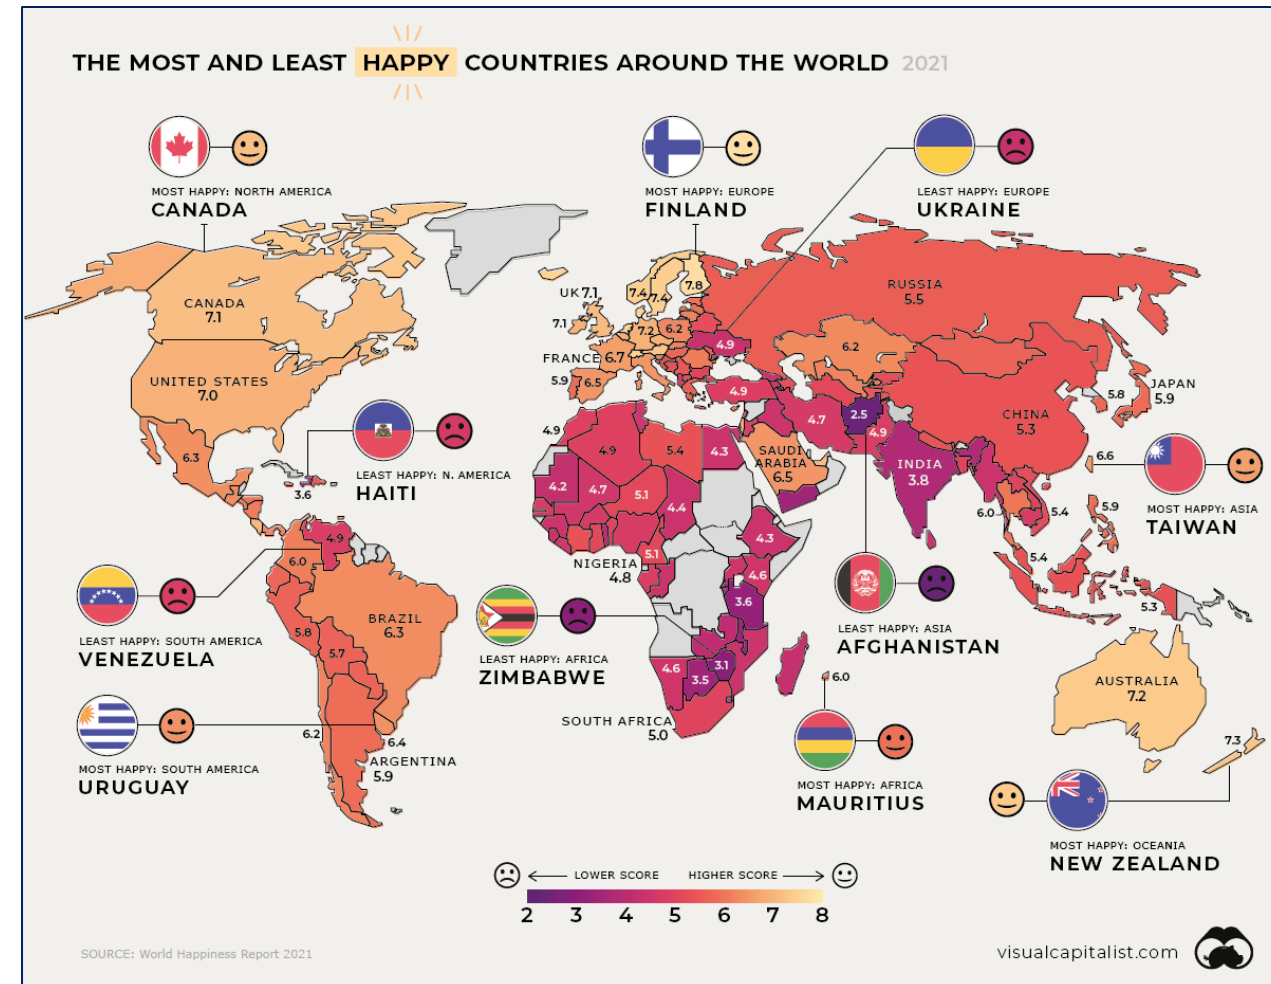 THE MOST AND LEAST HAPPY COUNTRIES AROUND THE WORLD 2021
MOST HAPPY: NORTH AMERICA
CANADA
MOST HAPPY: EUROPE
FINLAND
LEAST HAPPY: EUROPE
UKRAINE
CANADA
7.1
UNITED STATES
7.0
6.3
LEAST HAPPY: N. AMERICA
HAITI
3.6
UK 7.1
7.1
7.4
7.4
7.8
7.2
6.2
FRANCE 6.7
5.9
6.5
4.9
4.9
RUSSIA
5.5
6.2
CHINA
5.3
JAPAN
5.9
5.8
4.7
2.5
4.9
INDIA
3.8
SAUDI
ARABIA
6.5
6.6
MOST HAPPY: ASIA
TAIWAN
6.0
5.4
5.9
5.4
5.3
4.9
4.9
5.4
4.3
4.2
4.7
5.1
4.4
4.3
5.1
NIGERIA
4.8
4.6
3.6
4.6
3.5
3.1
SOUTH AFRICA
5.0
LEAST HAPPY: AFRICA
ZIMBABWE
LEAST HAPPY: ASIA
AFGHANISTAN
6.0
MOST HAPPY: AFRICA
MAURITIUS
4.9
6.0
BRAZIL
6.3
5.8
5.7
LEAST HAPPY: SOUTH AMERICA
VENEZUELA
MOST HAPPY: SOUTH AMERICA
URUGUAY
6.2
6.4
ARGENTINA
5.9
AUSTRALIA
7.2
7.3
MOST HAPPY: OCEANIA
NEW ZEALAND
LOWER SCORE HIGHER SCORE
2 3 4 5 6 7 8
SOURCE: World Happiness Report 2021
visualcapitalist.com